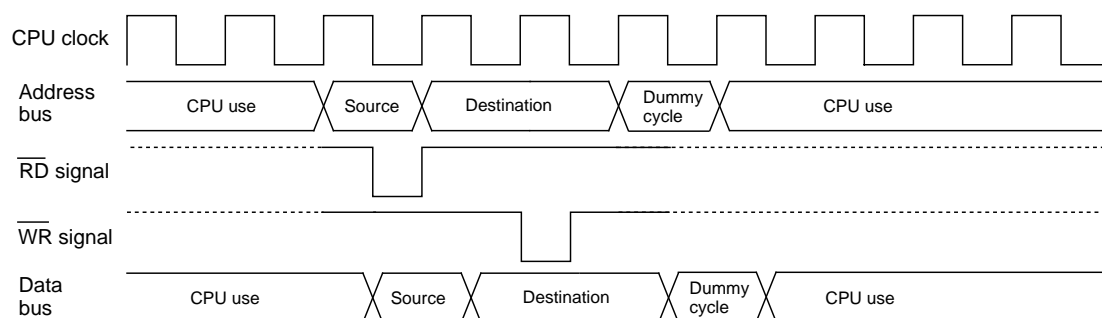 CPU clock
Address
bus
CPU use
Source
Destination
Dummy
cycle
CPU use
RD signal
WR signal
Data
bus
CPU use
Source
Destination
Dummy
cycle
CPU use